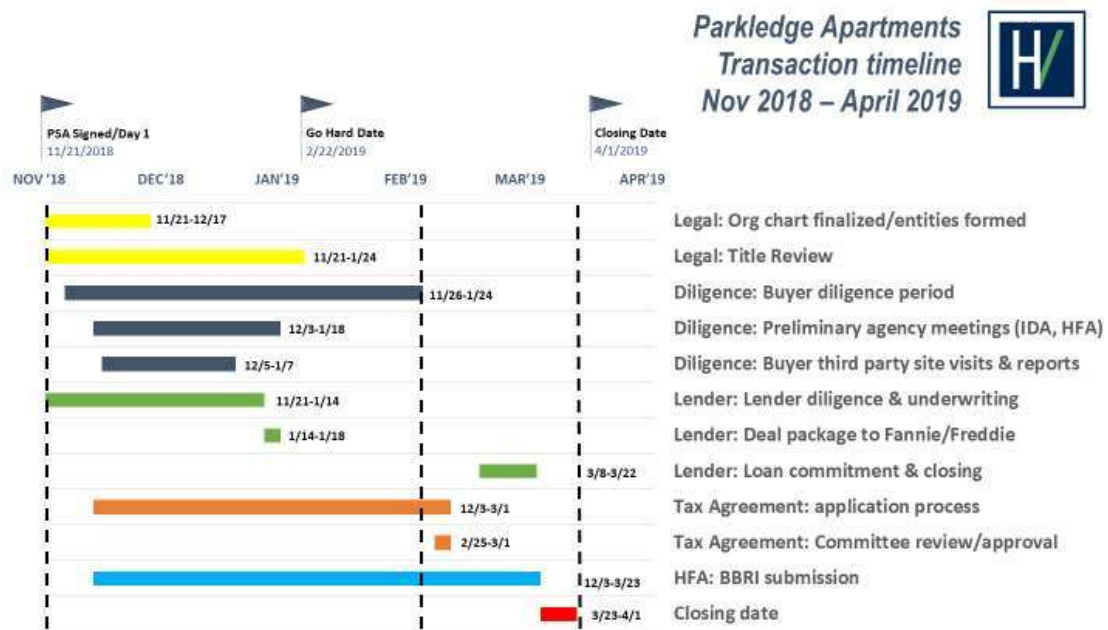 Parkledge Apartments
Transaction timeline
Nov 2018 – April 2019
HV
PSA Signed/Day 1
11/21/2018
Go Hard Date
2/22/2019
Closing Date
4/1/2019
NOV '18 DEC'18 JAN'19 FEB'19 MAR'19 APR'19
11/21-12/17 Legal: Org chart finalized/entities formed
11/21-1/24 Legal: Title Review
11/26-1/24 Diligence: Buyer diligence period
12/3-1/18 Diligence: Preliminary agency meetings (IDA, HFA)
12/5-1/7 Diligence: Buyer third party site visits & reports
11/21-1/14 Lender: Lender diligence & underwriting
1/14-1/18 Lender: Deal package to Fannie/Freddie
3/8-3/22 Lender: Loan commitment & closing
12/3-3/1 Tax Agreement: application process
2/25-3/1 Tax Agreement: Committee review/approval
12/3-3/23 HFA: BBRI submission
3/23-4/1 Closing date